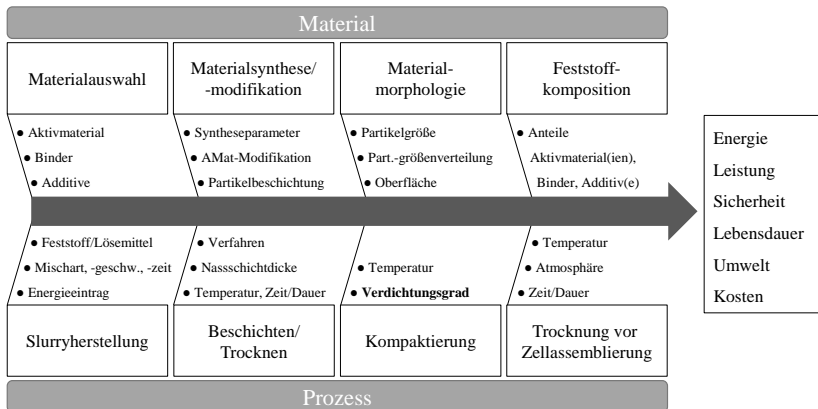 Material
Materialauswahl
Materialsynthese/
-modifikation
Material-
morphologie
Feststoff-
komposition
● Aktivmaterial
● Binder
● Additive
● Syntheseparameter
● AMat-Modifikation
● Partikelbeschichtung
● Partikelgröße
● Part.-größenverteilung
● Oberfläche
● Anteile
Aktivmaterial(ien),
Binder, Additiv(e)
Energie
Leistung
Sicherheit
Lebensdauer
Umwelt
Kosten
● Feststoff/Lösemittel
● Mischart, -geschw., -zeit
● Energieeintrag
● Verfahren
● Nassschichtdicke
● Temperatur, Zeit/Dauer
● Temperatur
● Verdichtungsgrad
● Temperatur
● Atmosphäre
● Zeit/Dauer
Slurryherstellung
Beschichten/
Trocknen
Kompaktierung
Trocknung vor
Zellassemblierung
Prozess